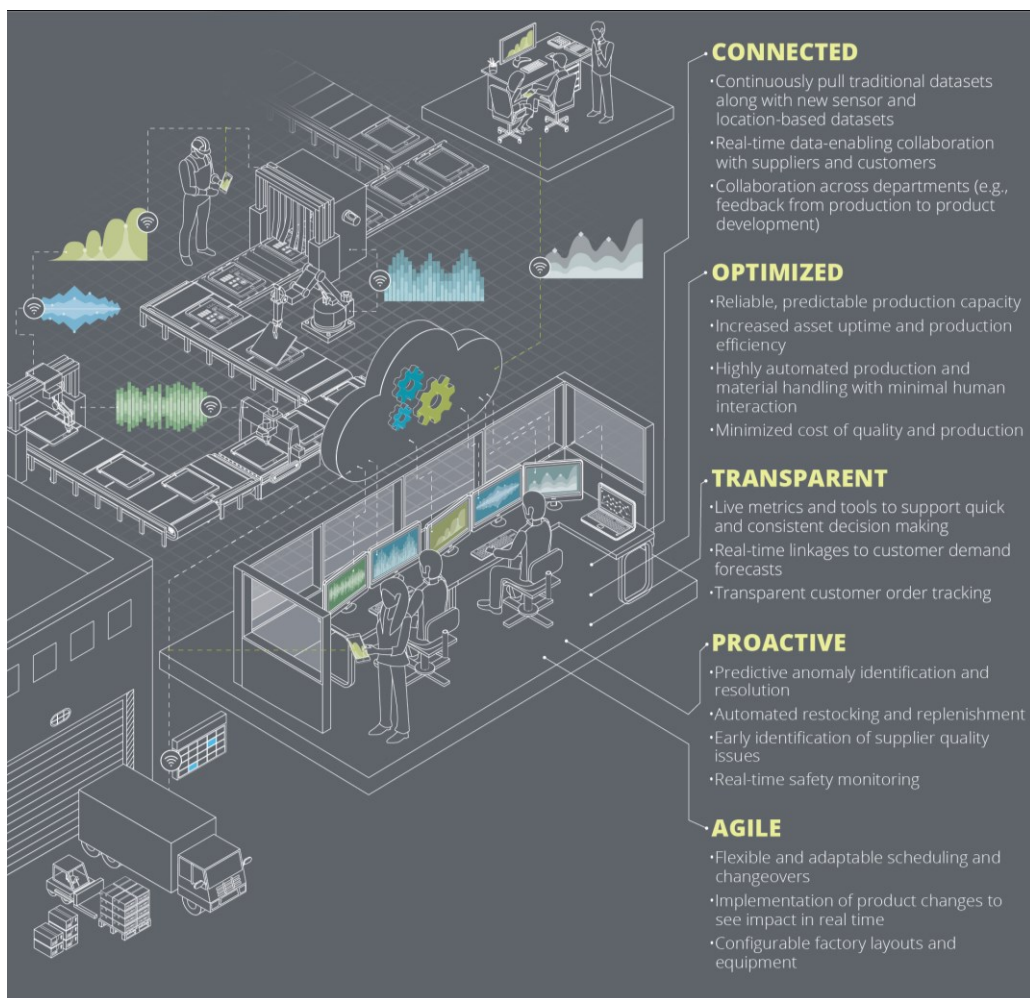 CONNECTED
•Continuously pull traditional datasets
along with new sensor and
location-based datasets
•Real-time data-enabling collaboration
with suppliers and customers
•Collaboration across departments (e.g.,
feedback from production to product
development)
OPTIMIZED
•Reliable, predictable production capacity
•Increased asset uptime and production
efficiency
•Highly automated production and
material handling with minimal human
interaction
•Minimized cost of quality and production
TRANSPARENT
•Live metrics and tools to support quick
and consistent decision making
•Real-time linkages to customer demand
forecasts
•Transparent customer order tracking
PROACTIVE
•Predictive anomaly identification and
resolution
•Automated restocking and replenishment
•Early identification of supplier quality
issues
•Real-time safety monitoring
AGILE
•Flexible and adaptable scheduling and
changeovers
•Implementation of product changes to
see impact in real time
•Configurable factory layouts and
equipment